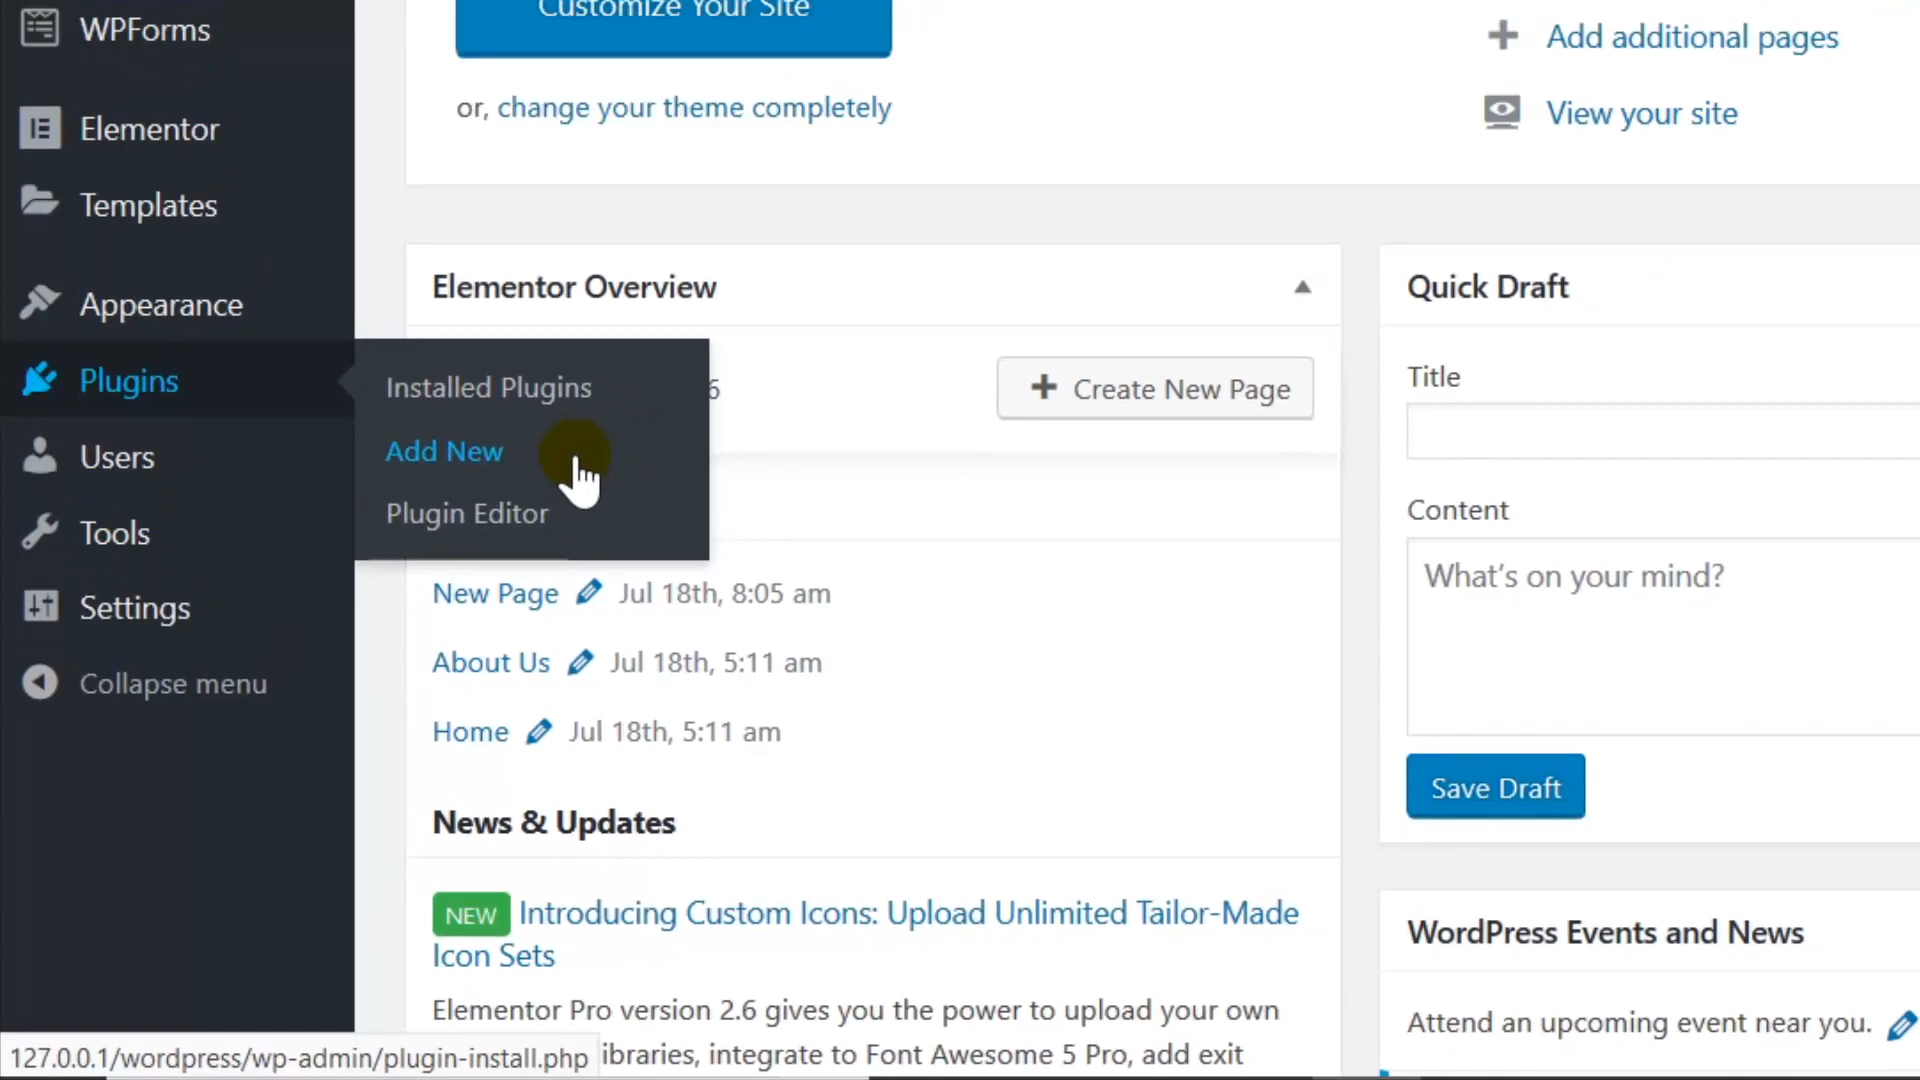 WPForms
Elementor
Templates
Appearance
Plugins
Users
Tools
Settings
Collapse menu
Installed Plugins
Add New
Plugin Editor
Customize Your Site
or, change your theme completely
Add additional pages
View your site
Elementor Overview
6
Create New Page
New Page Jul 18th, 8:05 am
About Us Jul 18th, 5:11 am
Home Jul 18th, 5:11 am
News & Updates
NEW Introducing Custom Icons: Upload Unlimited Tailor-Made
Icon Sets
Elementor Pro version 2.6 gives you the power to upload your own
ibraries, integrate to Font Awesome 5 Pro, add exit
Quick Draft
Title
Content
What's on your mind?
Save Draft
WordPress Events and News
Attend an upcoming event near you.
127.0.0.1/wordpress/wp-admin/plugin-install.php